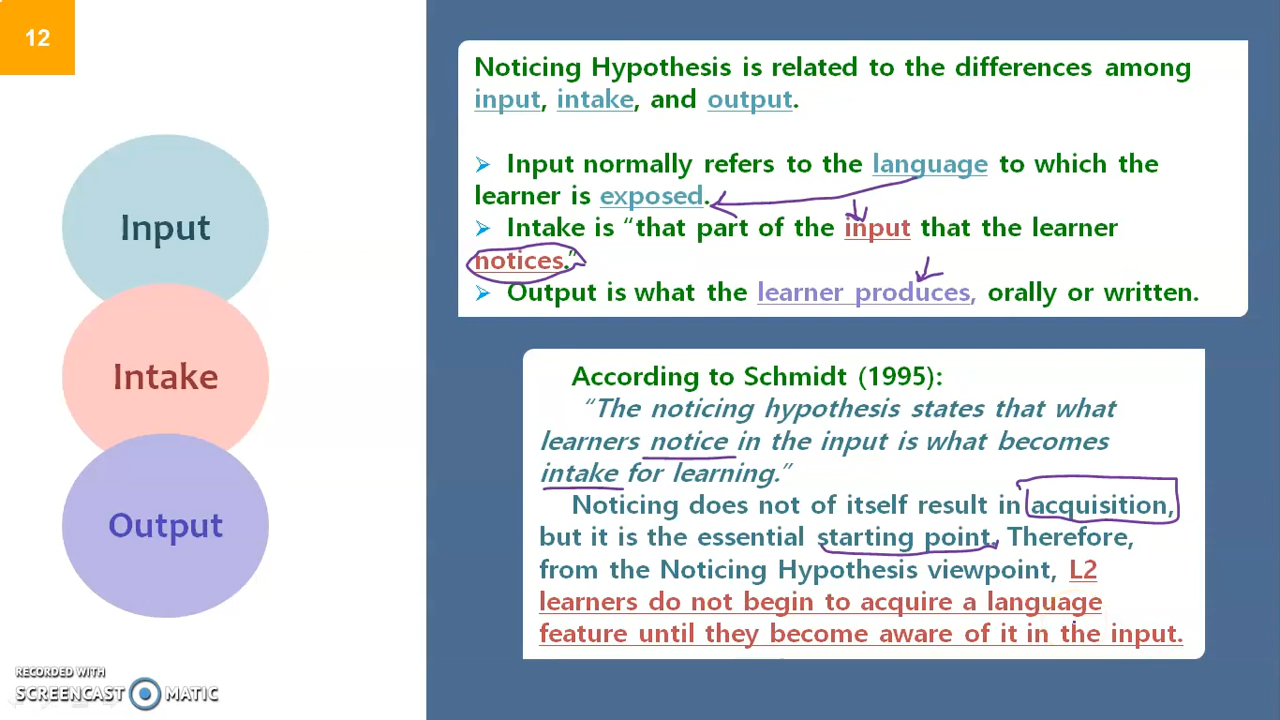 12
Input
Intake
Output
Noticing Hypothesis is related to the differences among
input, intake, and output.
➢ Input normally refers to the language to which the
learner is exposed.
➢ Intake is “that part of the input that the learner
notices.”
➢ Output is what the learner produces, orally or written.
According to Schmidt (1995):
“The noticing hypothesis states that what
learners notice in the input is what becomes
intake for learning.”
Noticing does not of itself result in acquisition,
but it is the essential starting point. Therefore,
from the Noticing Hypothesis viewpoint, L2
learners do not begin to acquire a language
feature until they become aware of it in the input.
RECORDED WITH
SCREENCAST MATIC